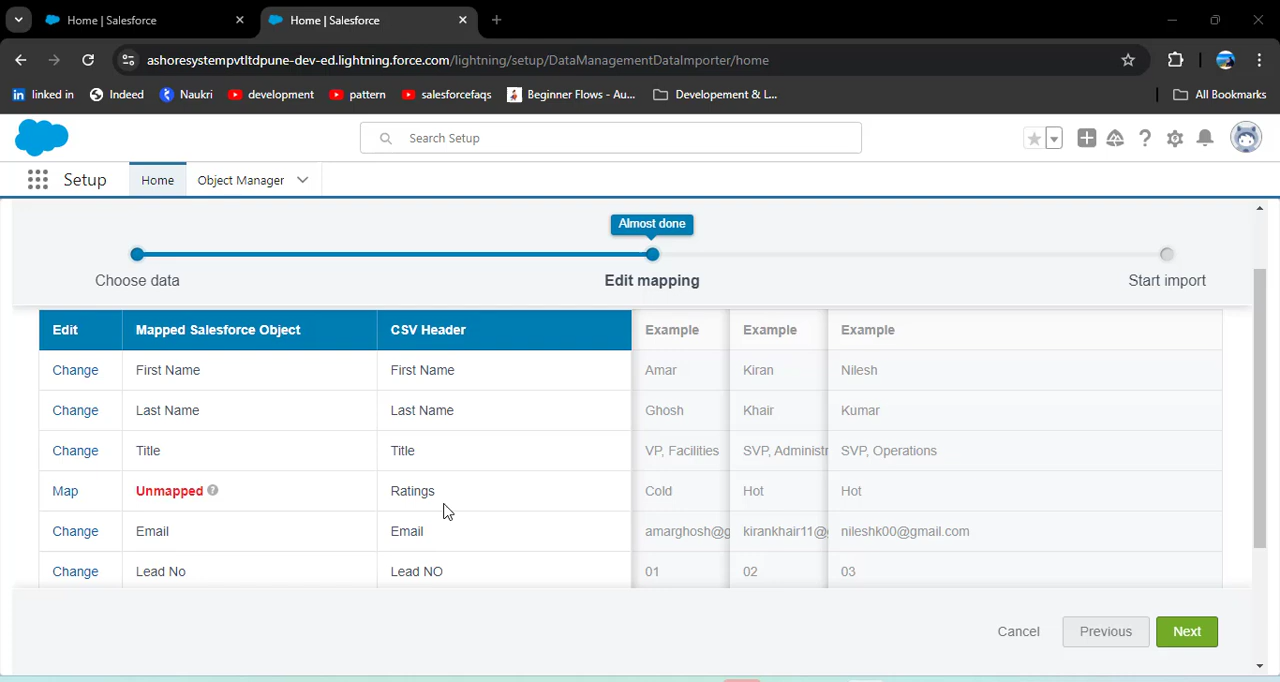 Home | Salesforce
Home | Salesforce
ashoresystempvtltdpune-dev-ed.lightning.force.com/lightning/setup/DataManagementDataImporter/home
in linked in
Indeed
Naukri
development
pattern
salesforcefaqs
Beginner Flows - Au...
Developement & L...
All Bookmarks
Search Setup
Setup
Home
Object Manager
Almost done
Choose data
Edit mapping
Start import
Edit Mapped Salesforce Object CSV Header Example Example Example
Change First Name First Name Amar Kiran Nilesh
Change Last Name Last Name Ghosh Khair Kumar
Change Title Title VP, Facilities SVP, Administr SVP, Operations
Map Unmapped ? Ratings Cold Hot Hot
Change Email Email amarghosh@g kirankhair11@ nileshk00@gmail.com
Change Lead No Lead NO 01 02 03
Cancel
Previous
Next